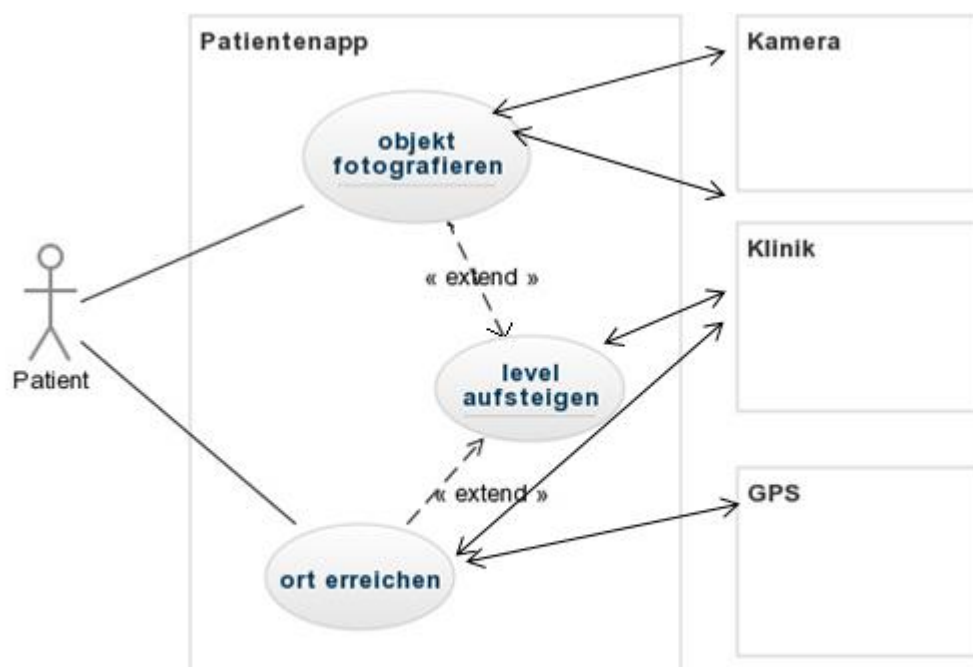 Patientenapp
Kamera
objekt
fotografieren
Klinik
« extend »
level
aufsteigen
Patient
« extend »
GPS
ort erreichen